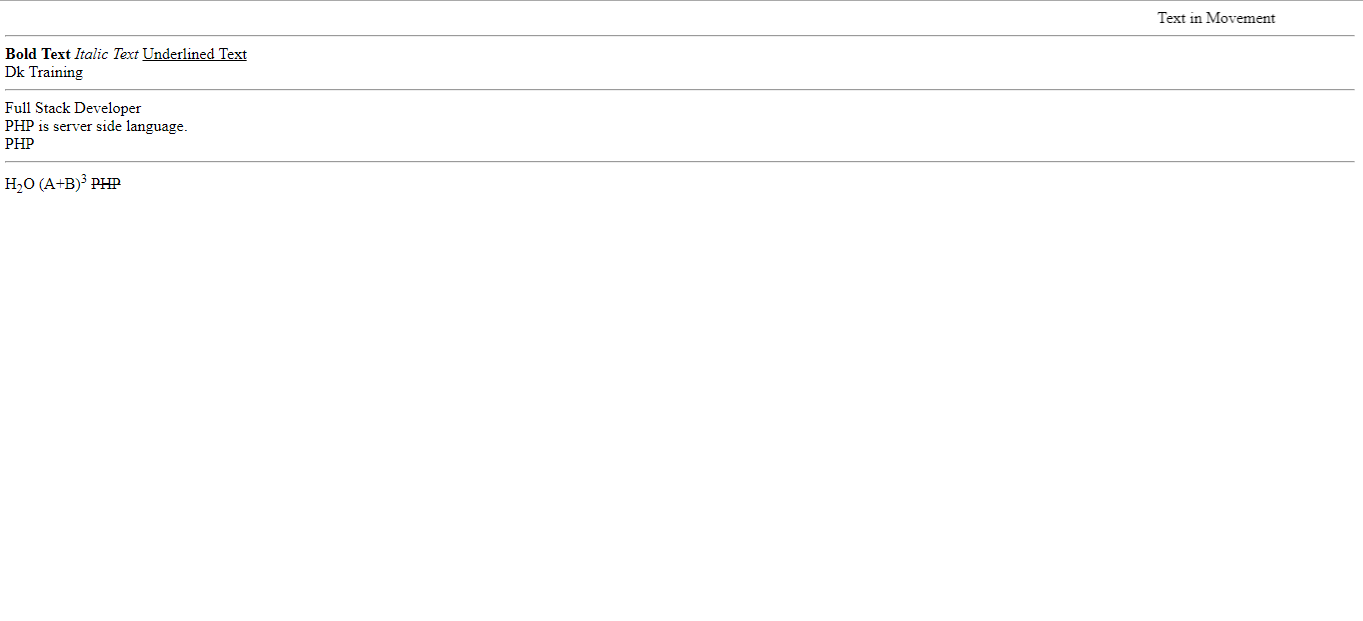 Text in Movement
Bold Text Italic Text Underlined Text
Dk Training
Full Stack Developer
PHP is server side language.
PHP
H₂O (A+B)³ PHP